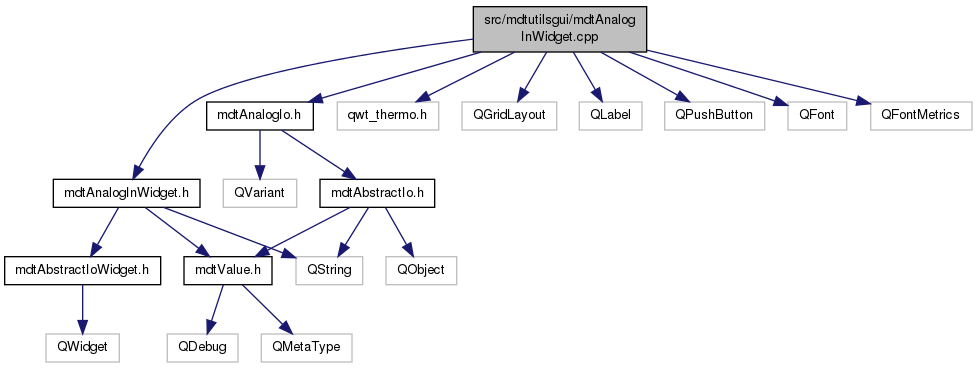 src/mdtutilsgui/mdtAnalog
InWidget.cpp
mdtAnalogIo.h
qwt_thermo.h
QGridLayout
QLabel
QPushButton
QFont
QFontMetrics
mdtAnalogInWidget.h
QVariant
mdtAbstractIo.h
mdtAbstractIoWidget.h
mdtValue.h
QString
QObject
QWidget
QDebug
QMetaType